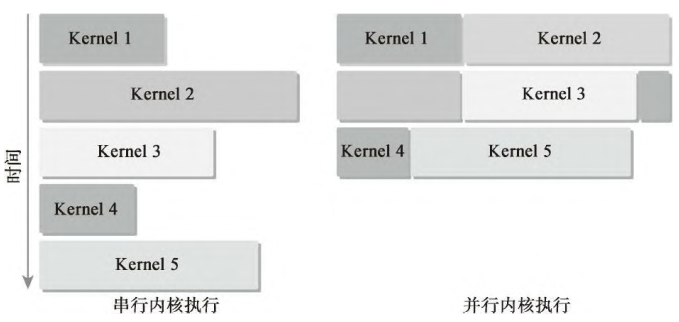 Kernel 1
Kernel 2
Kernel 3
Kernel 4
Kernel 5
时间
串行内核执行
Kernel 1 Kernel 2
Kernel 3
Kernel 4 Kernel 5
并行内核执行